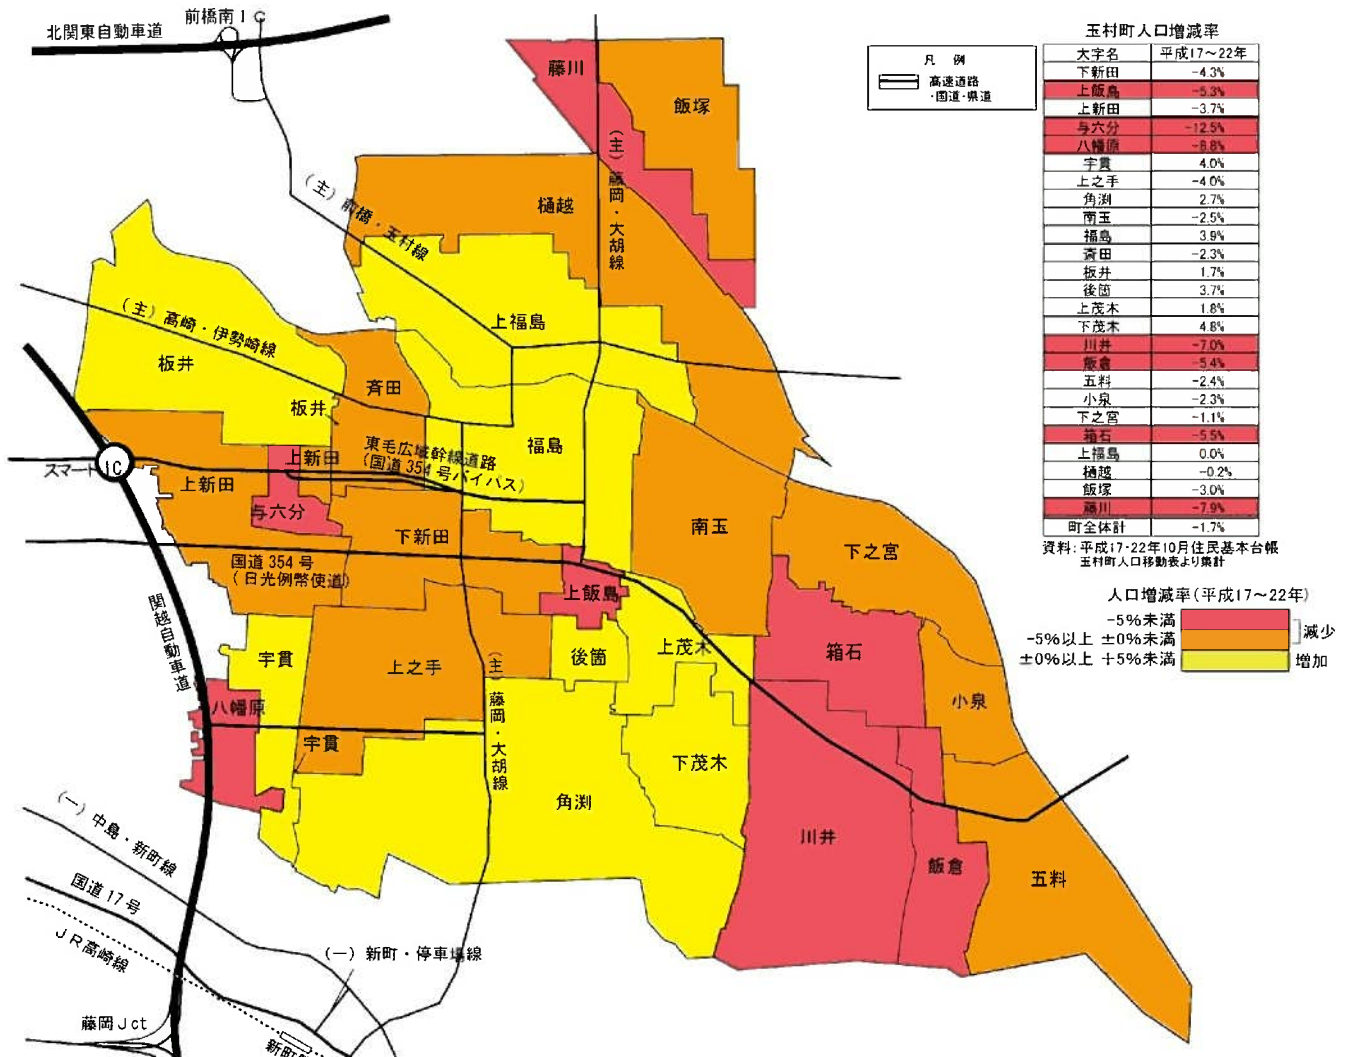 前橋南IC
北関東自動車道
凡 例
高速道路
・国道・県道
玉村町人口増減率
大字名 平成17～22年
下新田 -4.3%
上飯島 -5.3%
上新田 -3.7%
与六分 -12.5%
八幡原 -8.8%
宇貫 4.0%
上之手 -4.0%
角渕 2.7%
南玉 -2.5%
福島 3.9%
斎田 -2.3%
板井 1.7%
後箇 3.7%
上茂木 1.8%
下茂木 4.8%
川井 -7.0%
飯倉 -5.4%
五料 -2.4%
小泉 -2.3%
下之宮 -1.1%
箱石 -5.5%
上福島 0.0%
樋越 -0.2%
飯塚 -3.0%
藤川 -7.9%
町全体計 -1.7%
資料：平成17・22年10月住民基本台帳
玉村町人口移動表より集計
人口増減率（平成17～22年）
-5%未満
-5%以上 ±0%未満
±0%以上 +5%未満
減少
増加
藤川
飯塚
（主）藤岡・大胡線
樋越
（主）前橋・玉村線
上福島
（主）高崎・伊勢崎線
板井
斉田
板井
福島
東毛広域幹線道路
（国道354号バイパス）
上新田
スマートIC
上新田
与六分
下新田
南玉
下之宮
国道354号
（日光例幣使道）
上飯島
関越自動車道
宇貫
上之手
後箇
上茂木
箱石
小泉
八幡原
（主）藤岡・大胡線
宇貫
下茂木
角渕
川井
飯倉
五料
（一）中島・新町線
国道17号
JR高崎線
（一）新町・停車場線
藤岡Jct
新町